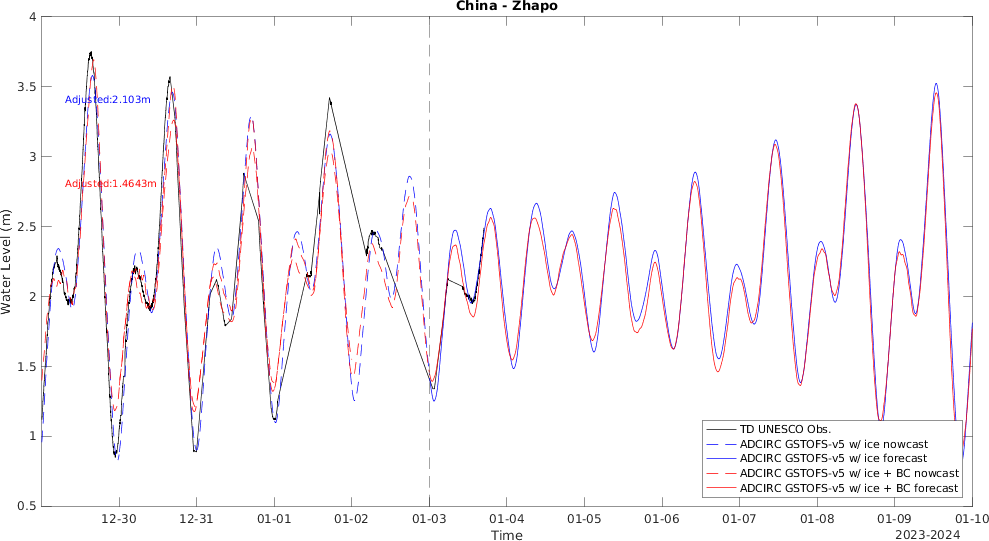 China - Zhapo
4
3.5
3
2.5
2
1.5
1
0.5
Water Level (m)
Adjusted:2.103m
Adjusted:1.4643m
TD UNESCO Obs.
ADCIRC GSTOFS-v5 w/ ice nowcast
ADCIRC GSTOFS-v5 w/ ice forecast
ADCIRC GSTOFS-v5 w/ ice + BC nowcast
ADCIRC GSTOFS-v5 w/ ice + BC forecast
12-30 12-31 01-01 01-02 01-03 01-04 01-05 01-06 01-07 01-08 01-09 01-10
Time
2023-2024